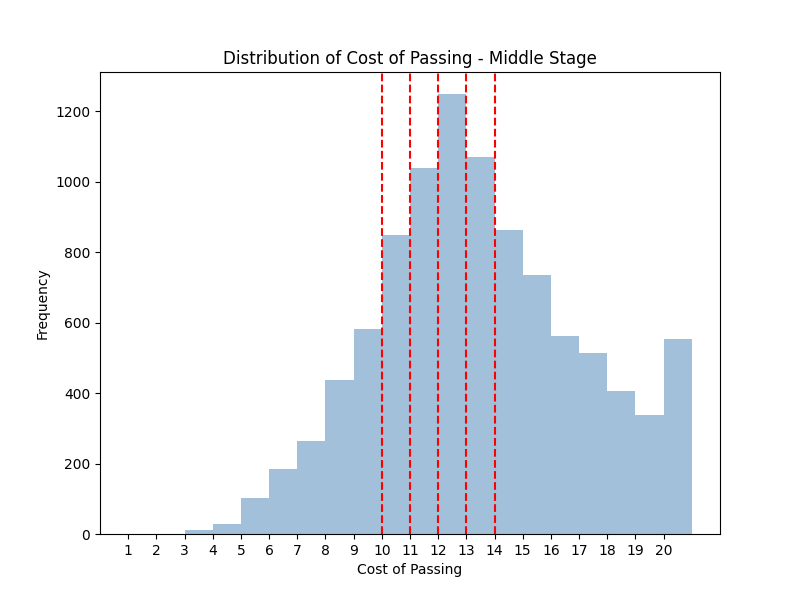 Distribution of Cost of Passing - Middle Stage
1200
1000
800
600
400
200
0
Frequency
1 2 3 4 5 6 7 8 9 10 11 12 13 14 15 16 17 18 19 20
Cost of Passing